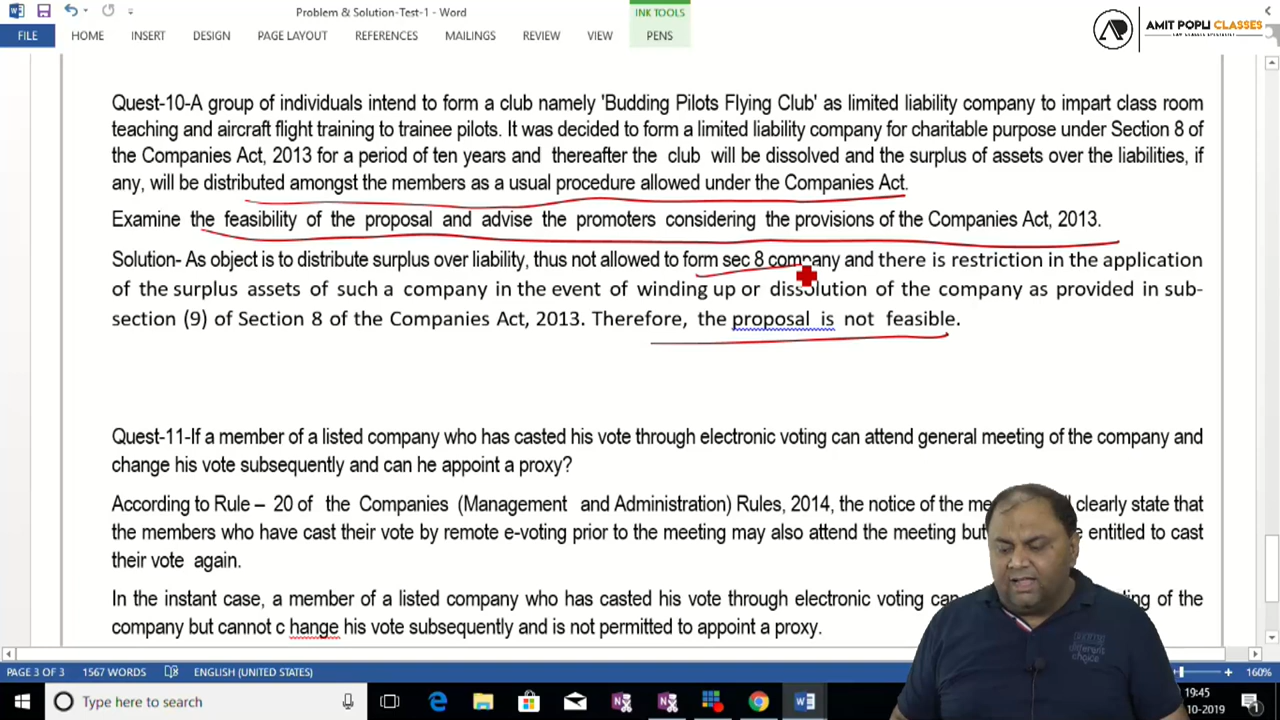 Problem & Solution-Test-1 - Word
INK TOOLS
FILE HOME INSERT DESIGN PAGE LAYOUT REFERENCES MAILINGS REVIEW VIEW PENS
AMIT POPLI CLASSES
Quest-10-A group of individuals intend to form a club namely 'Budding Pilots Flying Club' as limited liability company to impart class room
teaching and aircraft flight training to trainee pilots. It was decided to form a limited liability company for charitable purpose under Section 8 of
the Companies Act, 2013 for a period of ten years and thereafter the club will be dissolved and the surplus of assets over the liabilities, if
any, will be distributed amongst the members as a usual procedure allowed under the Companies Act.
Examine the feasibility of the proposal and advise the promoters considering the provisions of the Companies Act, 2013.
Solution- As object is to distribute surplus over liability, thus not allowed to form sec 8 company and there is restriction in the application
of the surplus assets of such a company in the event of winding up or dissolution of the company as provided in sub-
section (9) of Section 8 of the Companies Act, 2013. Therefore, the proposal is not feasible.
Quest-11-If a member of a listed company who has casted his vote through electronic voting can attend general meeting of the company and
change his vote subsequently and can he appoint a proxy?
According to Rule – 20 of the Companies (Management and Administration) Rules, 2014, the notice of the clearly state that
the members who have cast their vote by remote e-voting prior to the meeting may also attend the meeting but entitled to cast
their vote again.
In the instant case, a member of a listed company who has casted his vote through electronic voting of the
company but cannot c hange his vote subsequently and is not permitted to appoint a proxy.
PAGE 3 OF 3 1567 WORDS ENGLISH (UNITED STATES) 160%
Type here to search
19:45
10-2019